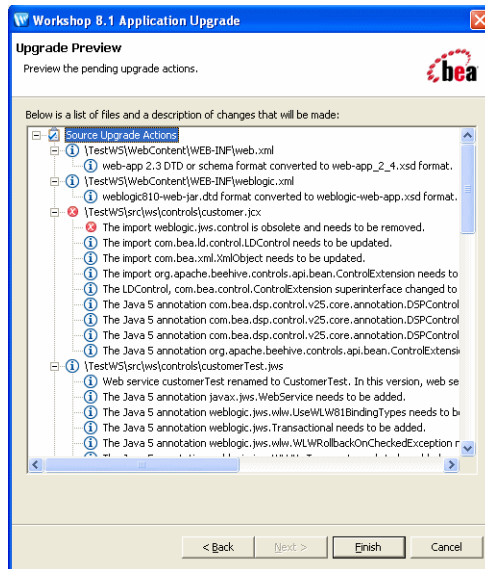 Workshop 8.1 Application Upgrade
Upgrade Preview
Preview the pending upgrade actions.
bea
Below is a list of files and a description of changes that will be made:
Source Upgrade Actions
\TestWS\WebContent\WEB-INF\web.xml
web-app 2.3 DTD or schema format converted to web-app_2_4.xsd format.
\TestWS\WebContent\WEB-INF\weblogic.xml
weblogic810-web-jar.dtd format converted to weblogic-web-app.xsd format.
\TestWS\src\ws\controls\customer.jcx
The import weblogic.jws.control is obsolete and needs to be removed.
The import com.bea.ld.control.LDControl needs to be updated.
The import com.bea.xml.XmlObject needs to be updated.
The import org.apache.beehive.controls.api.bean.ControlExtension needs to
The LDControl, com.bea.control.ControlExtension superinterface changed to
The Java 5 annotation com.bea.dsp.control.v25.core.annotation.DSPControl
The Java 5 annotation com.bea.dsp.control.v25.core.annotation.DSPControl
The Java 5 annotation com.bea.dsp.control.v25.core.annotation.DSPControl
The Java 5 annotation org.apache.beehive.controls.api.bean.ControlExtensi
\TestWS\src\ws\controls\customerTest.jws
Web service customerTest renamed to CustomerTest. In this version, web se
The Java 5 annotation javax.jws.WebService needs to be added.
The Java 5 annotation weblogic.jws.wlw.UseWLW81BindingTypes needs to b
The Java 5 annotation weblogic.jws.Transactional needs to be added.
The Java 5 annotation weblogic.jws.wlw.WLWRollbackOnCheckedException n
< Back
Next >
Finish
Cancel